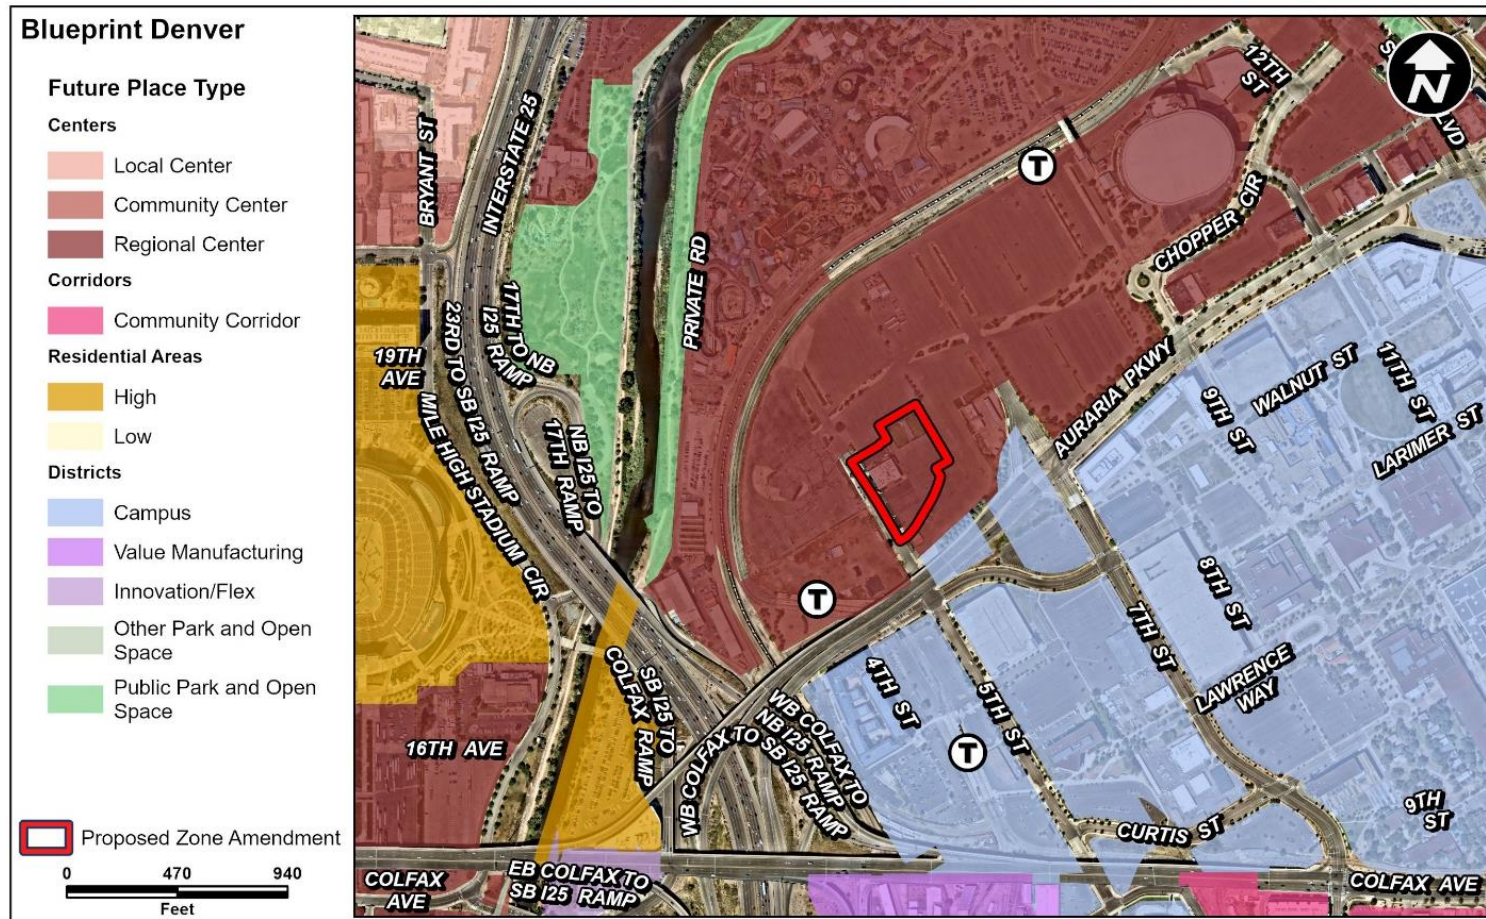 Blueprint Denver
Future Place Type
Centers
Local Center
Community Center
Regional Center
Corridors
Community Corridor
Residential Areas
High
Low
Districts
Campus
Value Manufacturing
Innovation/Flex
Other Park and Open
Space
Public Park and Open
Space
Proposed Zone Amendment
0 470 940
Feet
N
BRYANT ST
INTERSTATE 25
12TH
ST
LVD
T
CHOPPER CIR
PRIVATE RD
17TH TO NB
I25 RAMP
23RD TO SB I25 RAMP
19TH
AVE
MILE HIGH STADIUM CIR
NB I25 TO
17TH RAMP
AURARIA PKWY
9TH ST
WALNUT ST
11TH ST
LARIMER ST
T
8TH ST
7TH ST
LAWRENCE
WAY
4TH ST
5TH ST
T
16TH AVE
SB I25 TO
COLFAX RAMP
WB COLFAX TO SB I25 RAMP
WB COLFAX TO
NB I25 RAMP
CURTIS ST
9TH
ST
COLFAX
AVE
EB COLFAX TO
SB I25 RAMP
COLFAX AVE